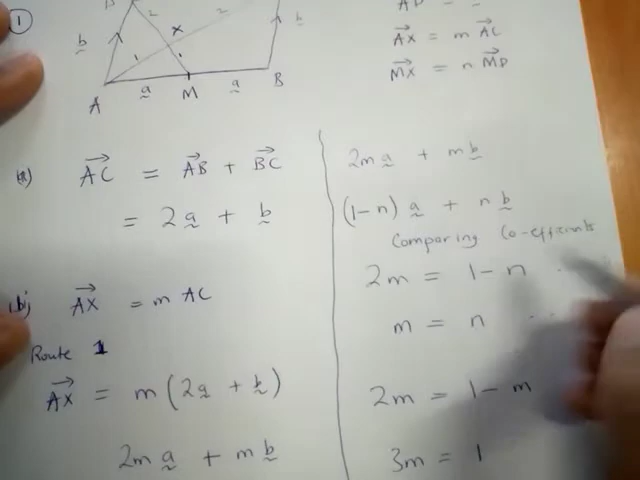 1
b
2
X
2
1
1
b
A
a
M
a
B
AX = m AC
MX = n MD
a) AC = AB + BC
= 2a + b
b) AX = m AC
Route 1
AX = m(2a + b)
2m a + m b
2m a + m b
(1-n) a + n b
Comparing Co-efficients
2m = 1 - n
m = n
2m = 1 - m
3m = 1